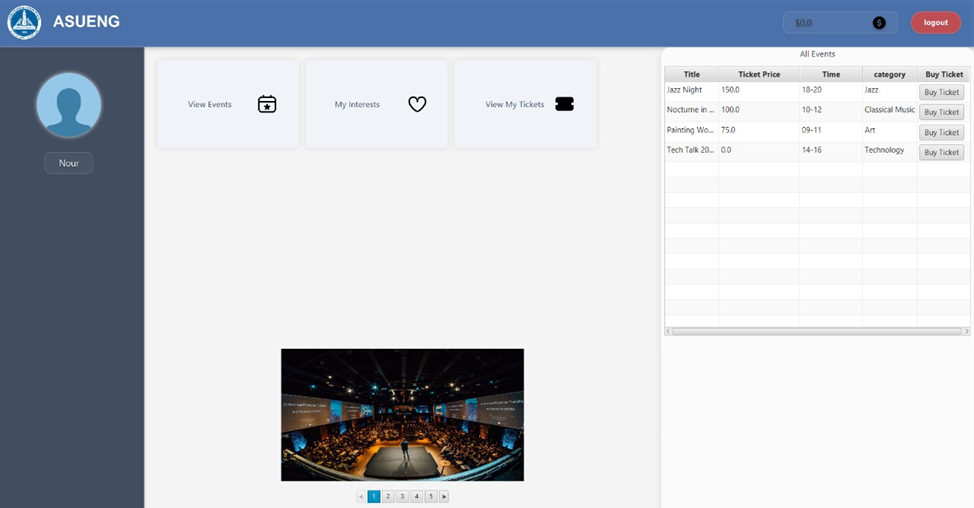 ASUENG
$0.0
logout
Nour
View Events
My Interests
View My Tickets
All Events
Title Ticket Price Time category Buy Ticket
Jazz Night 150.0 18-20 Jazz Buy Ticket
Nocturne in ... 100.0 10-12 Classical Music Buy Ticket
Painting Wo... 75.0 09-11 Art Buy Ticket
Tech Talk 20... 0.0 14-16 Technology Buy Ticket
1 2 3 4 5